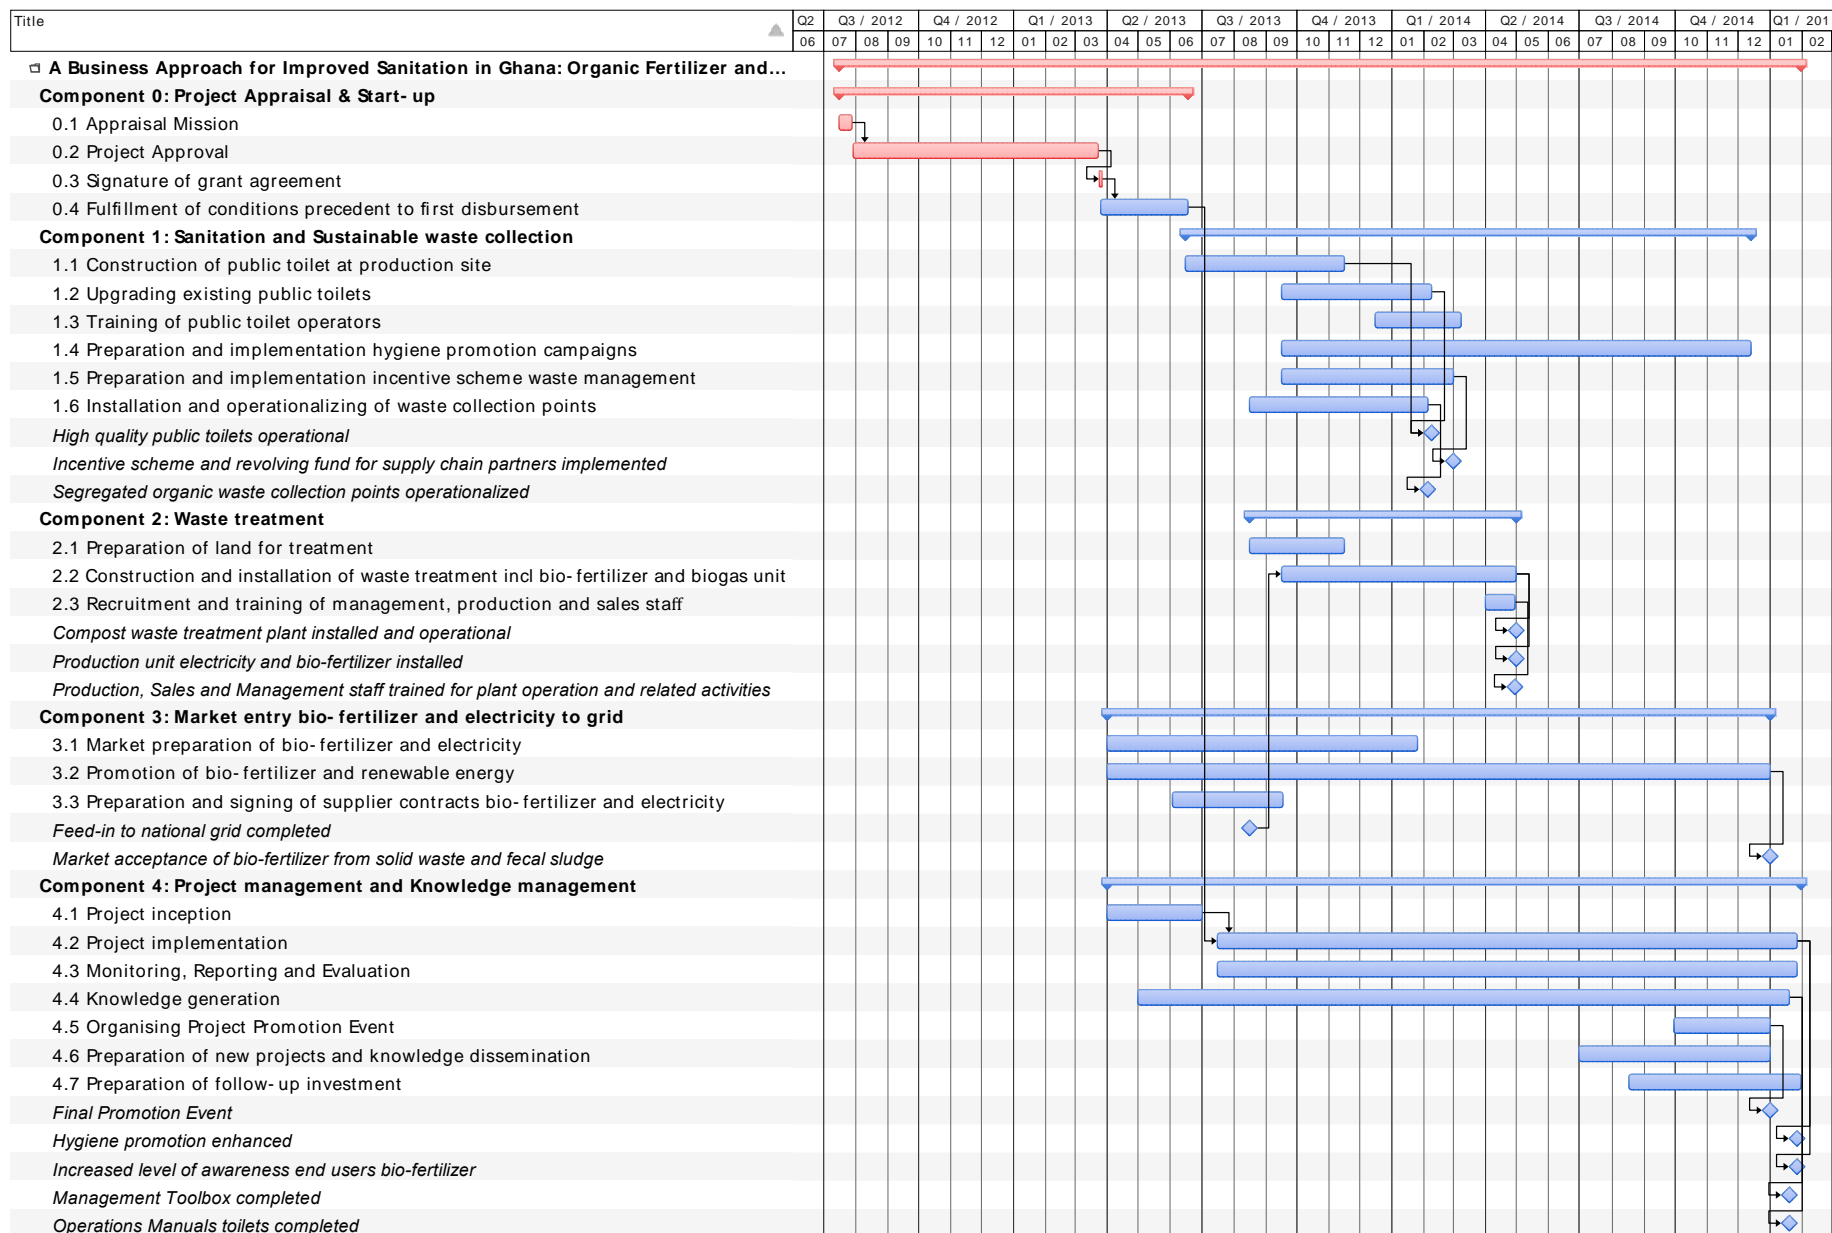 Title
Q2 Q3 / 2012 Q4 / 2012 Q1 / 2013 Q2 / 2013 Q3 / 2013 Q4 / 2013 Q1 / 2014 Q2 / 2014 Q3 / 2014 Q4 / 2014 Q1 / 201
06 07 08 09 10 11 12 01 02 03 04 05 06 07 08 09 10 11 12 01 02 03 04 05 06 07 08 09 10 11 12 01 02
A Business Approach for Improved Sanitation in Ghana: Organic Fertilizer and...
Component 0: Project Appraisal & Start-up
0.1 Appraisal Mission
0.2 Project Approval
0.3 Signature of grant agreement
0.4 Fulfillment of conditions precedent to first disbursement
Component 1: Sanitation and Sustainable waste collection
1.1 Construction of public toilet at production site
1.2 Upgrading existing public toilets
1.3 Training of public toilet operators
1.4 Preparation and implementation hygiene promotion campaigns
1.5 Preparation and implementation incentive scheme waste management
1.6 Installation and operationalizing of waste collection points
High quality public toilets operational
Incentive scheme and revolving fund for supply chain partners implemented
Segregated organic waste collection points operationalized
Component 2: Waste treatment
2.1 Preparation of land for treatment
2.2 Construction and installation of waste treatment incl bio-fertilizer and biogas unit
2.3 Recruitment and training of management, production and sales staff
Compost waste treatment plant installed and operational
Production unit electricity and bio-fertilizer installed
Production, Sales and Management staff trained for plant operation and related activities
Component 3: Market entry bio-fertilizer and electricity to grid
3.1 Market preparation of bio-fertilizer and electricity
3.2 Promotion of bio-fertilizer and renewable energy
3.3 Preparation and signing of supplier contracts bio-fertilizer and electricity
Feed-in to national grid completed
Market acceptance of bio-fertilizer from solid waste and fecal sludge
Component 4: Project management and Knowledge management
4.1 Project inception
4.2 Project implementation
4.3 Monitoring, Reporting and Evaluation
4.4 Knowledge generation
4.5 Organising Project Promotion Event
4.6 Preparation of new projects and knowledge dissemination
4.7 Preparation of follow-up investment
Final Promotion Event
Hygiene promotion enhanced
Increased level of awareness end users bio-fertilizer
Management Toolbox completed
Operations Manuals toilets completed